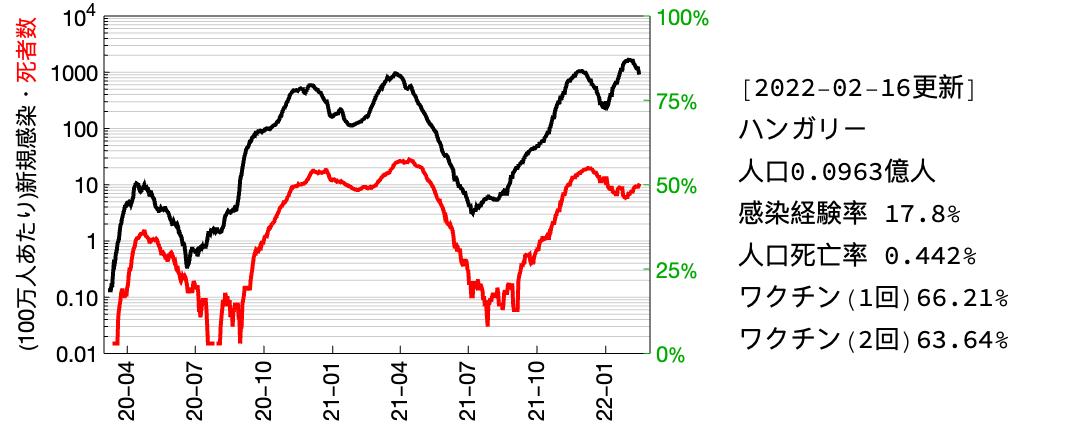 (100万人あたり)新規感染・死者数
10^4
1000
100
10
1
0.10
0.01
100%
75%
50%
25%
0%
20-04
20-07
20-10
21-01
21-04
21-07
21-10
22-01
[2022-02-16更新]
ハンガリー
人口0.0963億人
感染経験率 17.8%
人口死亡率 0.442%
ワクチン(1回)66.21%
ワクチン(2回)63.64%